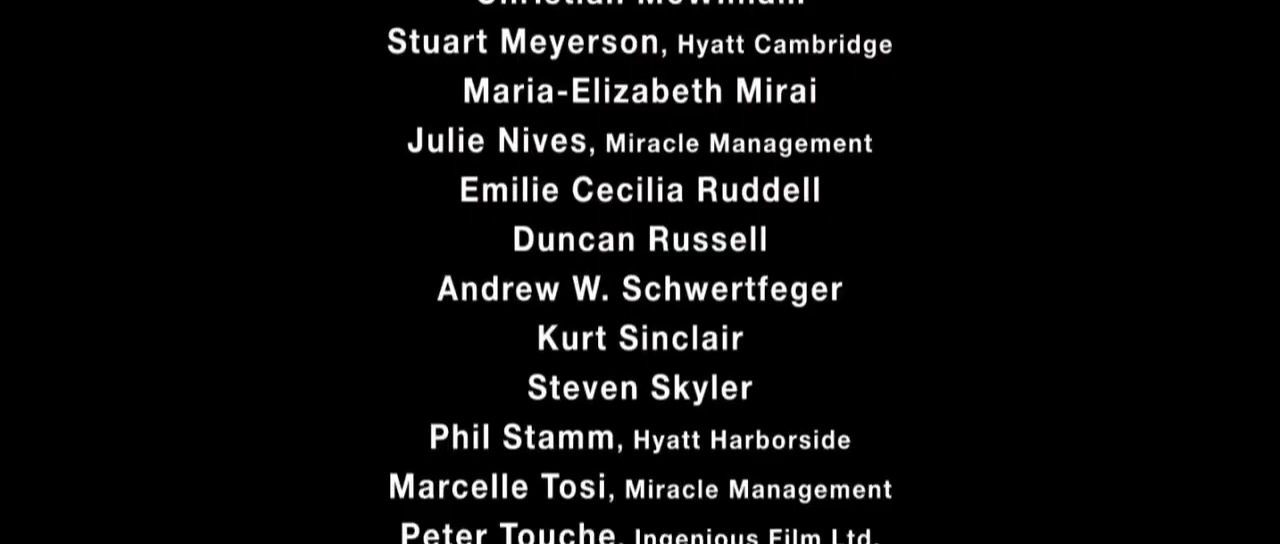 Stuart Meyerson, Hyatt Cambridge
Maria-Elizabeth Mirai
Julie Nives, Miracle Management
Emilie Cecilia Ruddell
Duncan Russell
Andrew W. Schwertfeger
Kurt Sinclair
Steven Skyler
Phil Stamm, Hyatt Harborside
Marcelle Tosi, Miracle Management
Peter Touche, Ingenious Film Ltd.